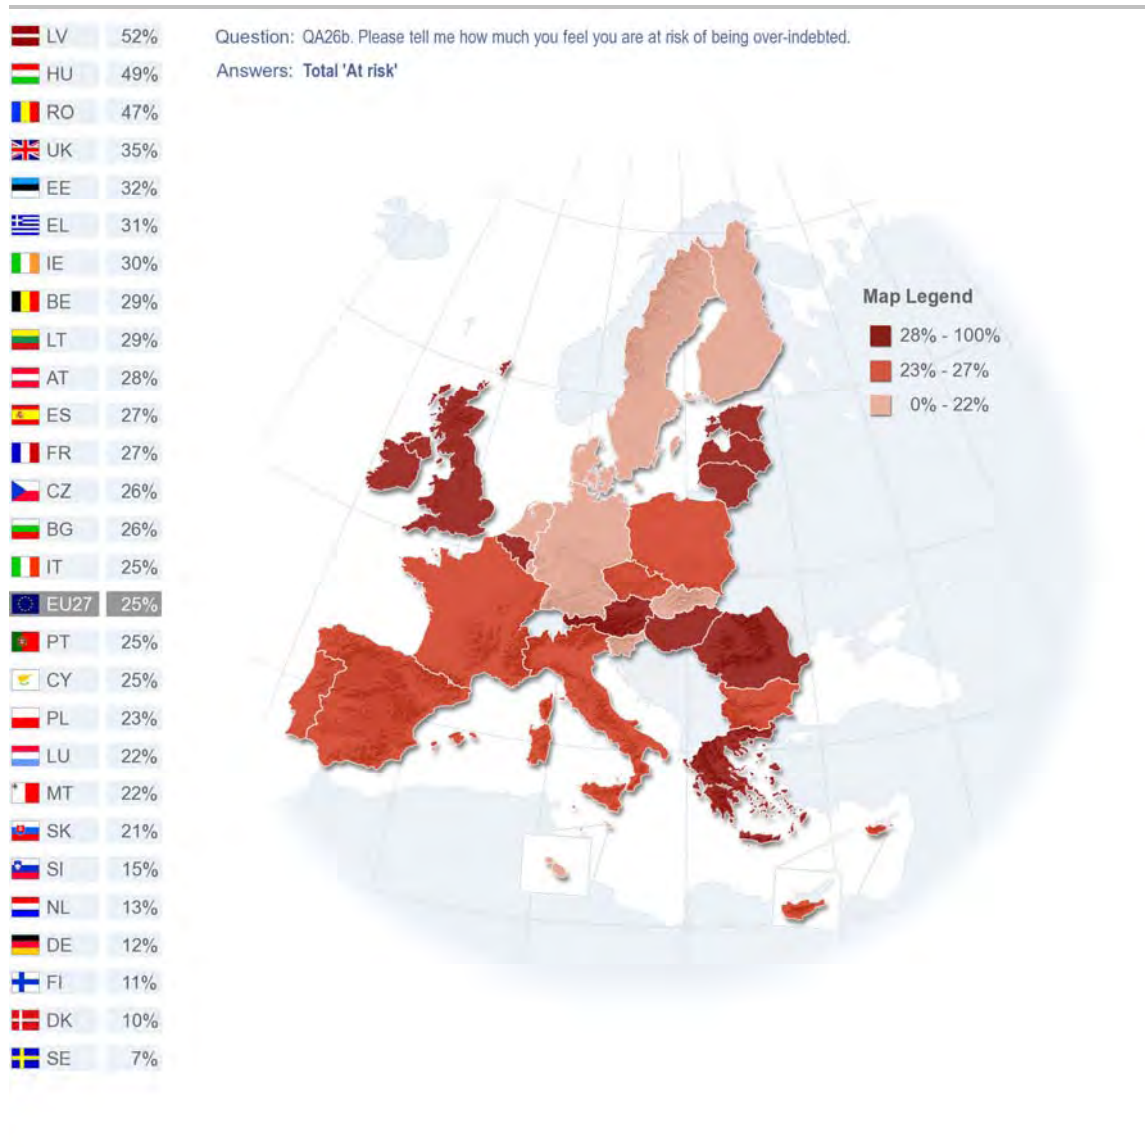 Question: QA26b. Please tell me how much you feel you are at risk of being over-indebted.
Answers: Total 'At risk'
LV 52%
HU 49%
RO 47%
UK 35%
EE 32%
EL 31%
IE 30%
BE 29%
LT 29%
AT 28%
ES 27%
FR 27%
CZ 26%
BG 26%
IT 25%
EU27 25%
PT 25%
CY 25%
PL 23%
LU 22%
MT 22%
SK 21%
SI 15%
NL 13%
DE 12%
FI 11%
DK 10%
SE 7%
Map Legend
28% - 100%
23% - 27%
0% - 22%